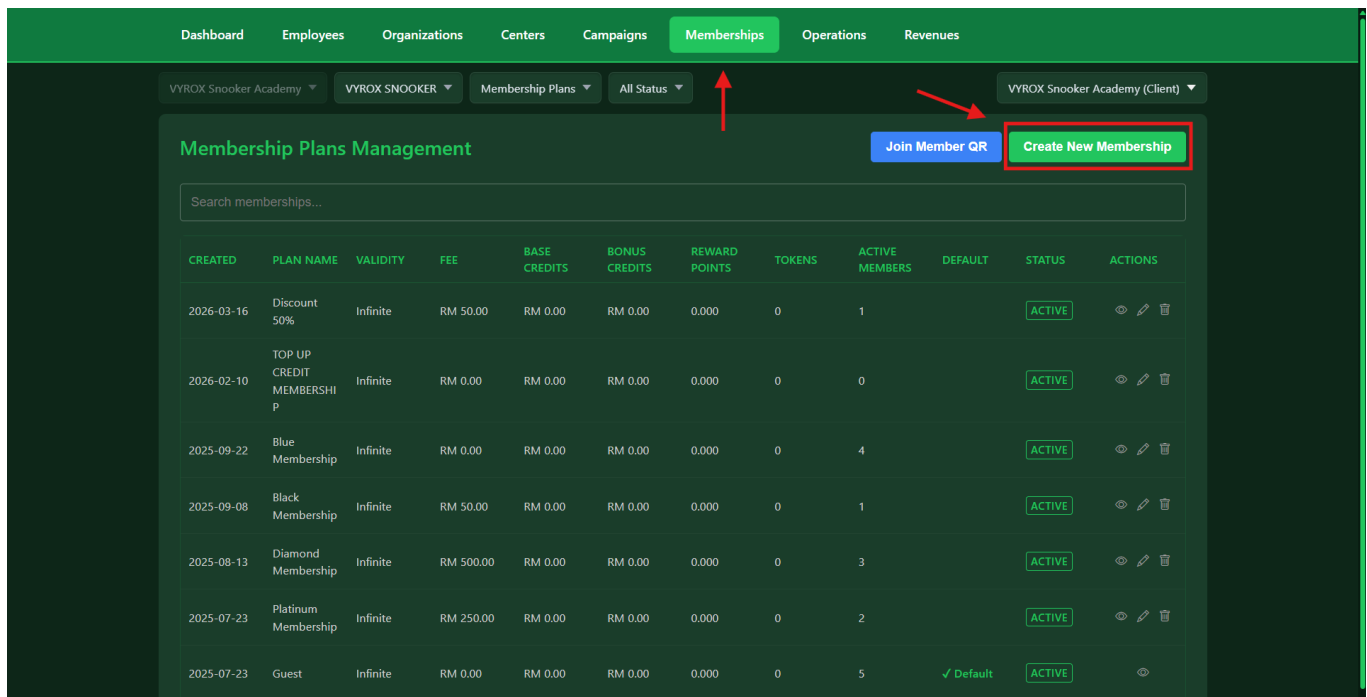 Dashboard Employees Organizations Centers Campaigns Memberships Operations Revenues
VYROX Snooker Academy VYROX SNOOKER Membership Plans All Status VYROX Snooker Academy (Client)
Membership Plans Management Join Member QR Create New Membership
Search memberships...
CREATED PLAN NAME VALIDITY FEE BASE CREDITS BONUS CREDITS REWARD POINTS TOKENS ACTIVE MEMBERS DEFAULT STATUS ACTIONS
2026-03-16 Discount 50% Infinite RM 50.00 RM 0.00 RM 0.00 0.000 0 1 ACTIVE
2026-02-10 TOP UP CREDIT MEMBERSHIP Infinite RM 0.00 RM 0.00 RM 0.00 0.000 0 0 ACTIVE
2025-09-22 Blue Membership Infinite RM 0.00 RM 0.00 RM 0.00 0.000 0 4 ACTIVE
2025-09-08 Black Membership Infinite RM 50.00 RM 0.00 RM 0.00 0.000 0 1 ACTIVE
2025-08-13 Diamond Membership Infinite RM 500.00 RM 0.00 RM 0.00 0.000 0 3 ACTIVE
2025-07-23 Platinum Membership Infinite RM 250.00 RM 0.00 RM 0.00 0.000 0 2 ACTIVE
2025-07-23 Guest Infinite RM 0.00 RM 0.00 RM 0.00 0.000 0 5 ✓ Default ACTIVE